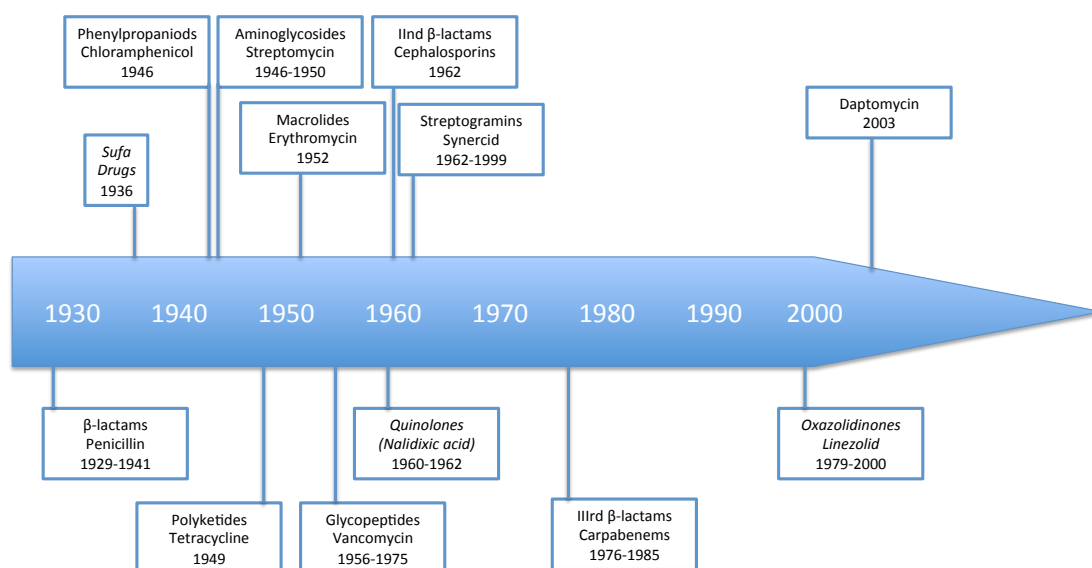 Phenylpropaniods
Chloramphenicol
1946
Aminoglycosides
Streptomycin
1946-1950
IInd β-lactams
Cephalosporins
1962
Daptomycin
2003
Macrolides
Erythromycin
1952
Streptogramins
Synercid
1962-1999
Sufa
Drugs
1936
1930 1940 1950 1960 1970 1980 1990 2000
β-lactams
Penicillin
1929-1941
Quinolones
(Nalidixic acid)
1960-1962
Oxazolidinones
Linezolid
1979-2000
Polyketides
Tetracycline
1949
Glycopeptides
Vancomycin
1956-1975
IIIrd β-lactams
Carpabenems
1976-1985